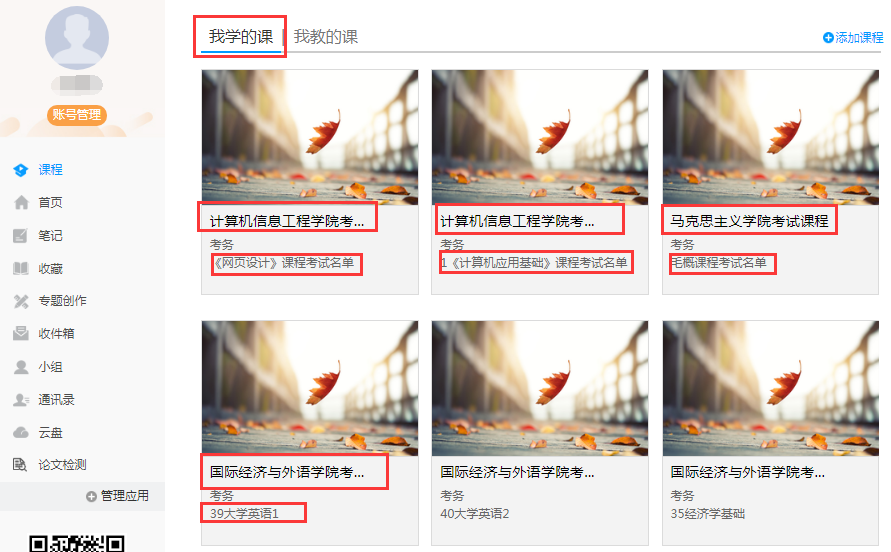 我学的课
我教的课
添加课程
账号管理
课程
首页
笔记
收藏
专题创作
收件箱
小组
通讯录
云盘
论文检测
管理应用
计算机信息工程学院考...
考务
《网页设计》课程考试名单
计算机信息工程学院考...
考务
1《计算机应用基础》课程考试名单
马克思主义学院考试课程
考务
毛概课程考试名单
国际经济与外语学院考...
考务
39大学英语1
国际经济与外语学院考...
考务
40大学英语2
国际经济与外语学院考...
考务
35经济学基础